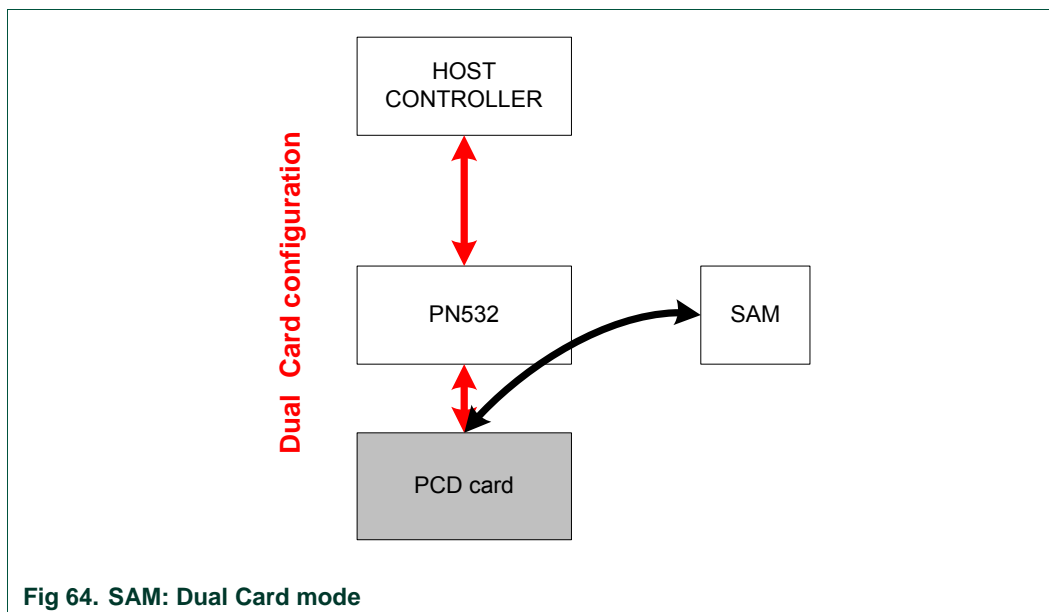 HOST
CONTROLLER
Dual Card configuration
PN532
SAM
PCD card
Fig 64. SAM: Dual Card mode